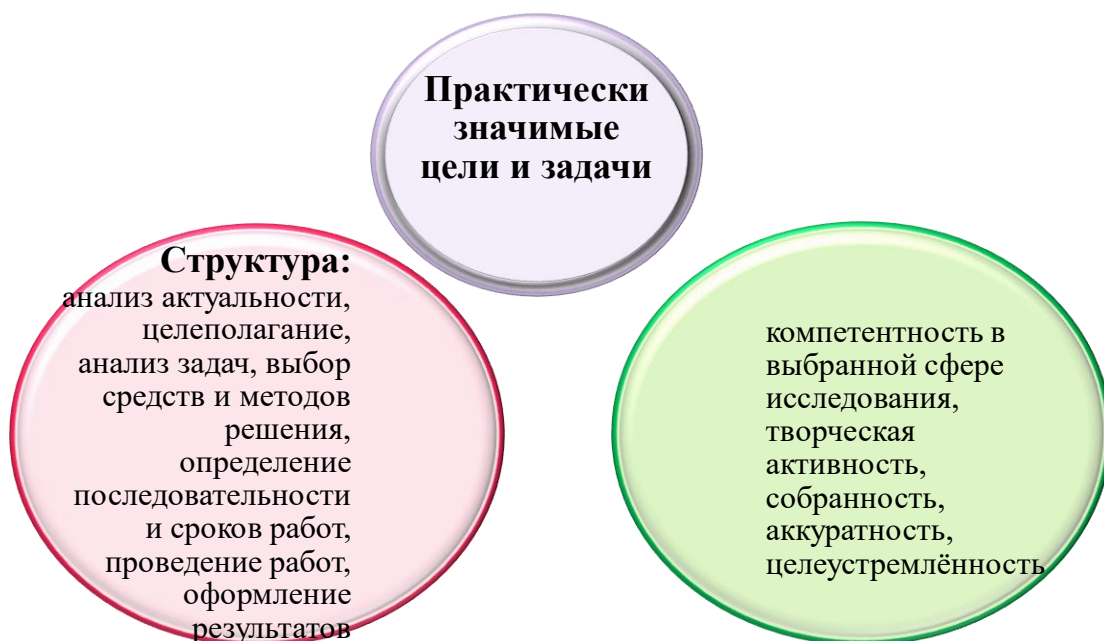 Практически
значимые
цели и задачи
Структура:
анализ актуальности,
целеполагание,
анализ задач, выбор
средств и методов
решения,
определение
последовательности
и сроков работ,
проведение работ,
оформление
результатов
компетентность в
выбранной сфере
исследования,
творческая
активность,
собранность,
аккуратность,
целеустремлённость